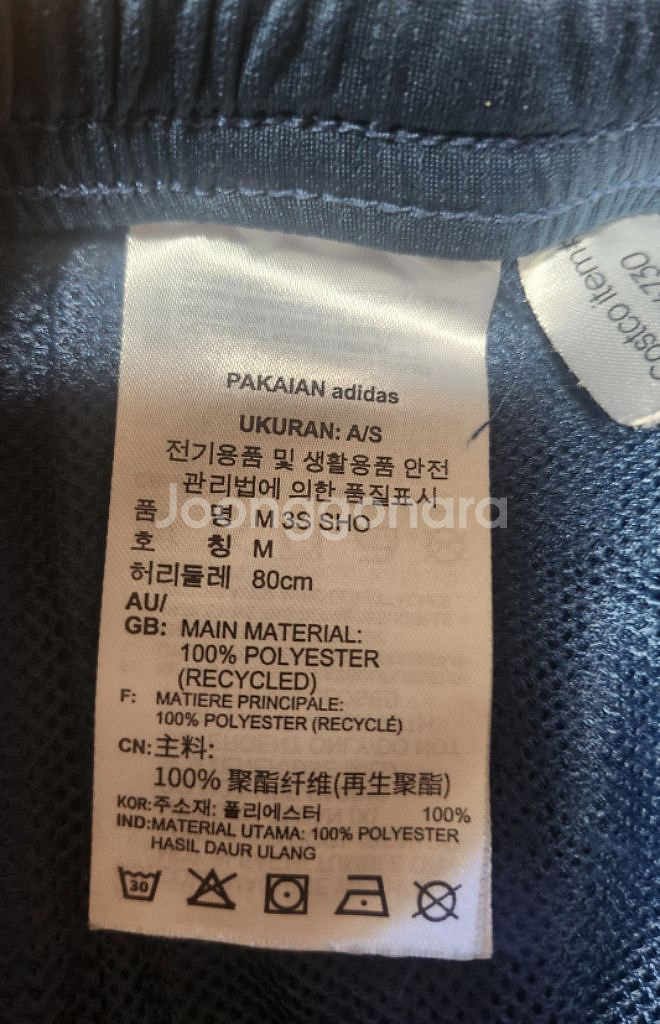 PAKAIAN adidas
UKURAN: A/S
전기용품 및 생활용품 안전
관리법에 의한 품질표시
품 명 M 3S SHO
호 칭 M
허리둘레 80cm
AU/
GB: MAIN MATERIAL:
100% POLYESTER
(RECYCLED)
F: MATIERE PRINCIPALE:
100% POLYESTER (RECYCLÉ)
CN: 主料:
100% 聚酯纤维(再生聚酯)
KOR: 주소재: 폴리에스터 100%
IND: MATERIAL UTAMA: 100% POLYESTER
HASIL DAUR ULANG
30
Costco item
730
Joonggonara